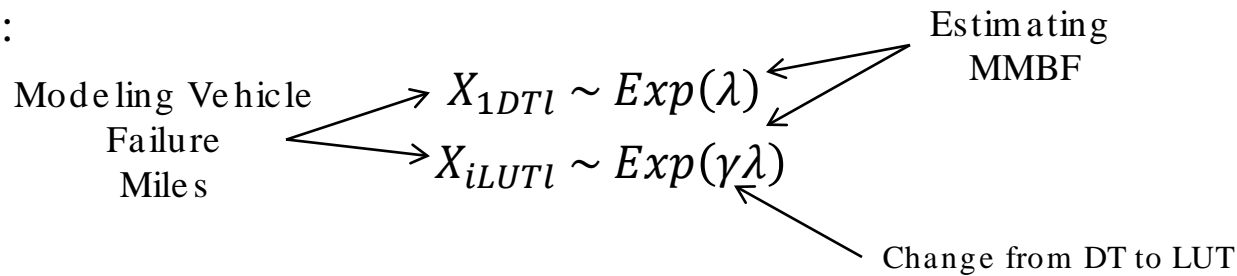 :
Modeling Vehicle
Failure
Miles
X_{1DTl} ~ Exp(λ)
X_{iLUTl} ~ Exp(γλ)
Estimating
MMBF
Change from DT to LUT